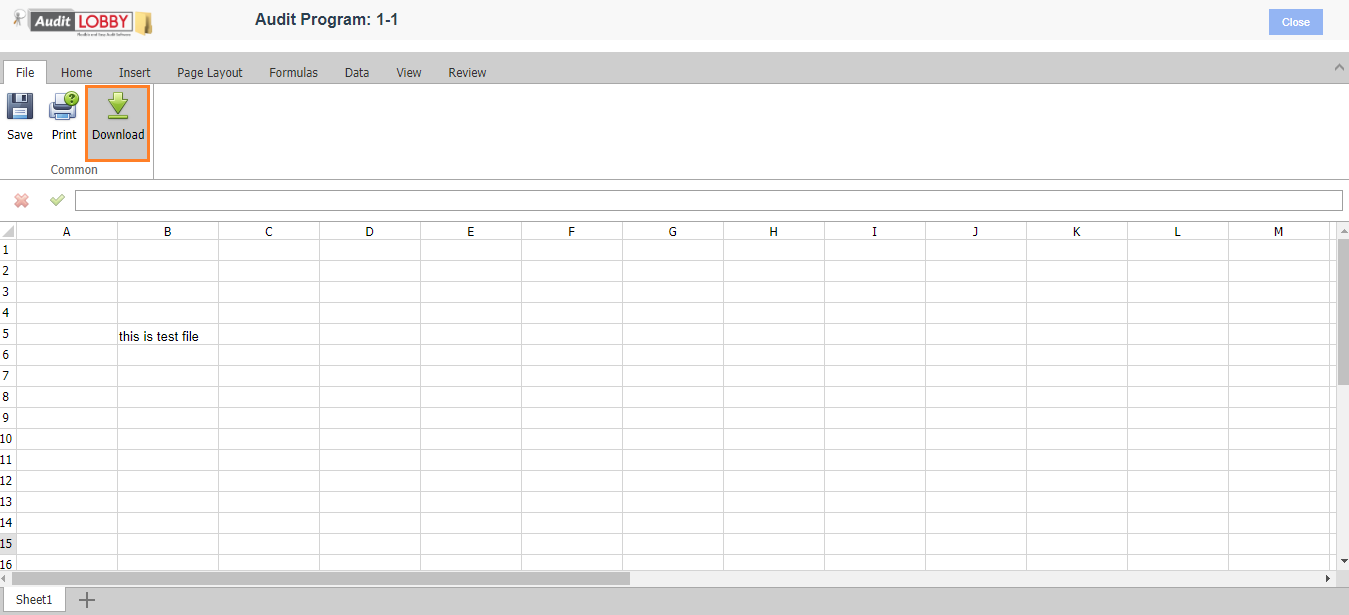 Audit LOBBY
Audit Program: 1-1
Close
File Home Insert Page Layout Formulas Data View Review
Save Print Download
Common
A B C D E F G H I J K L M
1
2
3
4
5 this is test file
6
7
8
9
10
11
12
13
14
15
16
Sheet1